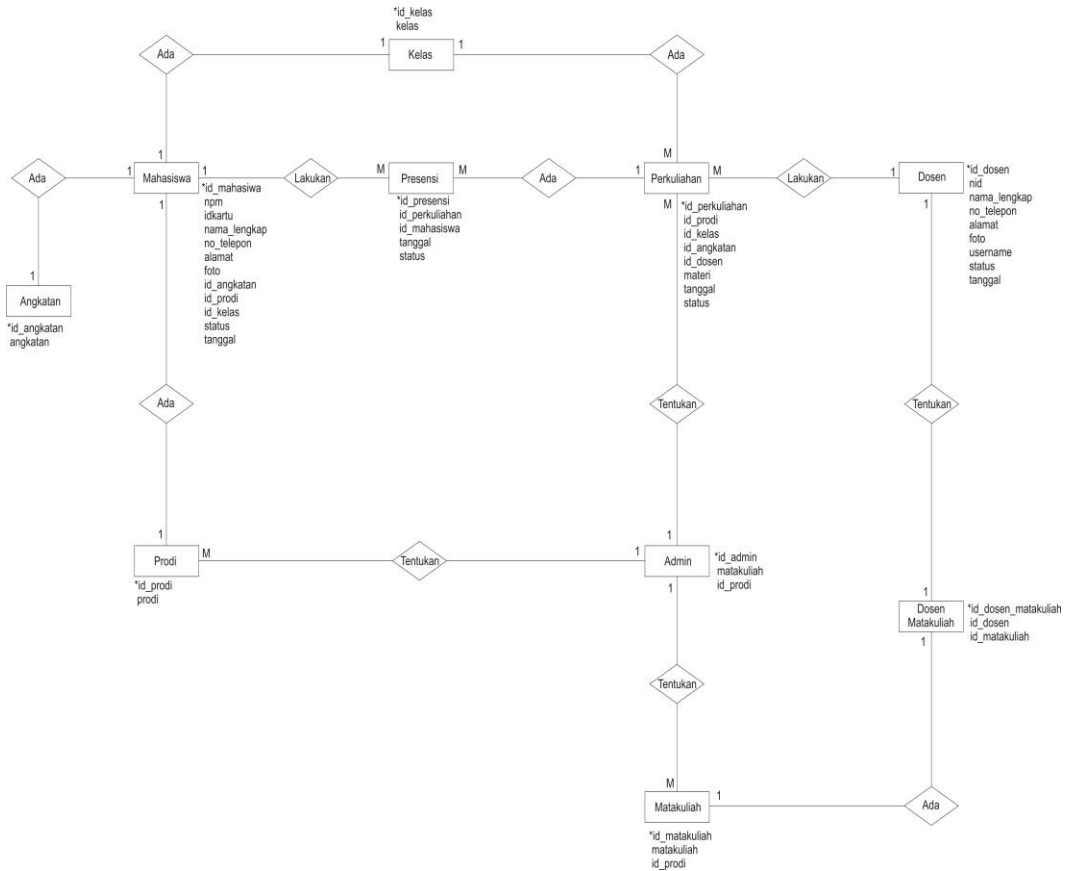 *id_kelas
kelas
Ada
1
Kelas
1
Ada
1
M
Ada
1
Mahasiswa
1
Lakukan
M
Presensi
M
Ada
1
Perkuliahan
M
Lakukan
1
Dosen
*id_mahasiwa
npm
idkartu
nama_lengkap
no_telepon
alamat
foto
id_angkatan
id_prodi
id_kelas
status
tanggal
1
*id_presensi
id_perkuliahan
id_mahasiswa
tanggal
status
M
*id_perkuliahan
id_prodi
id_kelas
id_angkatan
id_dosen
materi
tanggal
status
*id_dosen
nid
nama_lengkap
no_telepon
alamat
foto
username
status
tanggal
1
1
Angkatan
*id_angkatan
angkatan
Ada
Tentukan
Tentukan
1
Prodi
M
*id_prodi
prodi
Tentukan
1
1
Admin
*id_admin
matakuliah
id_prodi
1
1
Dosen
Matakuliah
*id_dosen_matakuliah
id_dosen
id_matakuliah
1
Tentukan
M
Matakuliah
1
Ada
*id_matakuliah
matakuliah
id_prodi